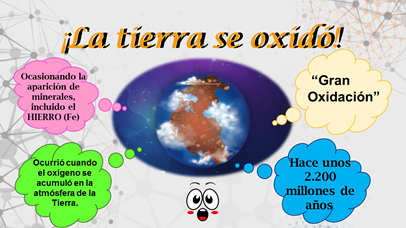 ¡La tierra se oxidó!
Ocasionando la
aparición de
minerales,
incluido el
HIERRO (Fe)
“Gran
Oxidación”
Ocurrió cuando
el oxígeno se
acumuló en la
atmósfera de la
Tierra.
Hace unos
2.200
millones de
años